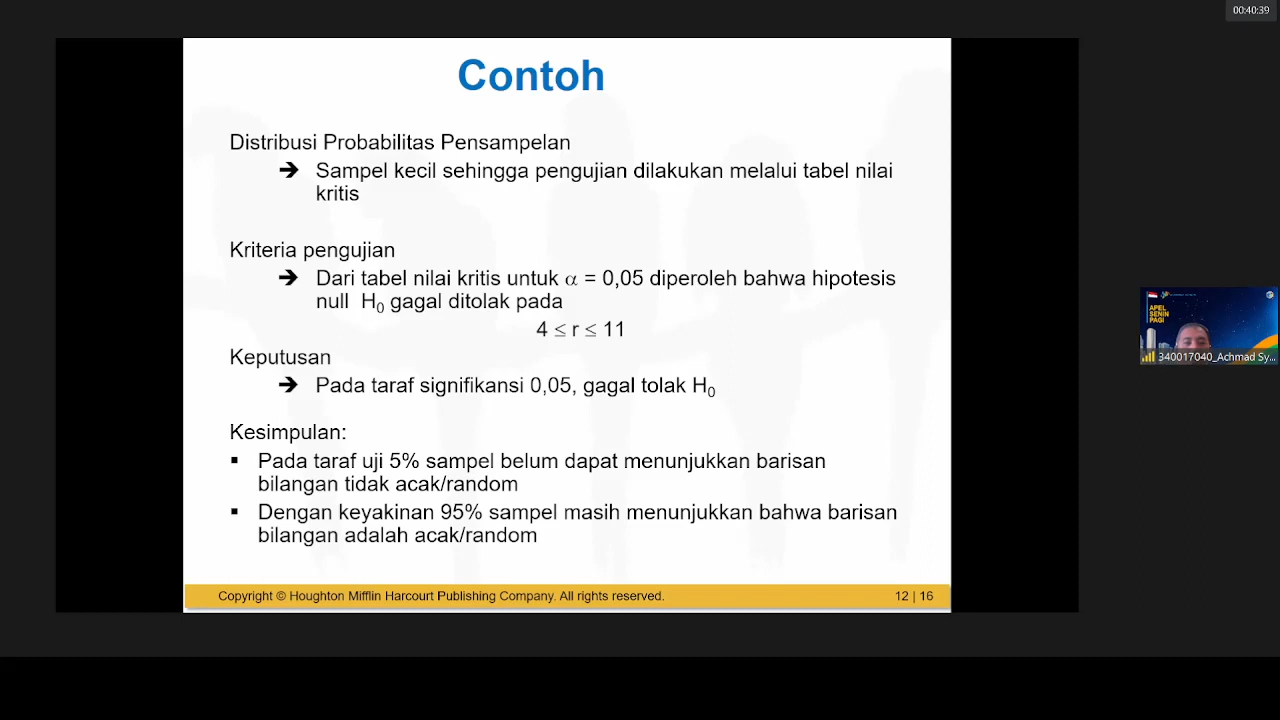 00:40:39
Contoh
Distribusi Probabilitas Pensampelan
➔ Sampel kecil sehingga pengujian dilakukan melalui tabel nilai
kritis
Kriteria pengujian
➔ Dari tabel nilai kritis untuk α = 0,05 diperoleh bahwa hipotesis
null H₀ gagal ditolak pada
4 ≤ r ≤ 11
Keputusan
➔ Pada taraf signifikansi 0,05, gagal tolak H₀
Kesimpulan:
▪ Pada taraf uji 5% sampel belum dapat menunjukkan barisan
bilangan tidak acak/random
▪ Dengan keyakinan 95% sampel masih menunjukkan bahwa barisan
bilangan adalah acak/random
Copyright © Houghton Mifflin Harcourt Publishing Company. All rights reserved. 12 | 16
APEL
SENIN
PAGI
340017040_Achmad Sy...